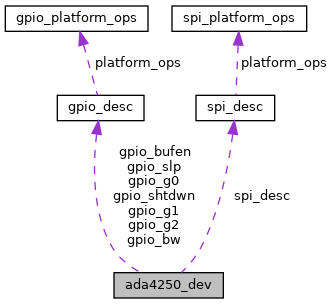 gpio_platform_ops
spi_platform_ops
platform_ops
platform_ops
gpio_desc
spi_desc
gpio_bufen
gpio_slp
gpio_g0
gpio_shtdwn
gpio_g1
gpio_g2
gpio_bw
spi_desc
ada4250_dev